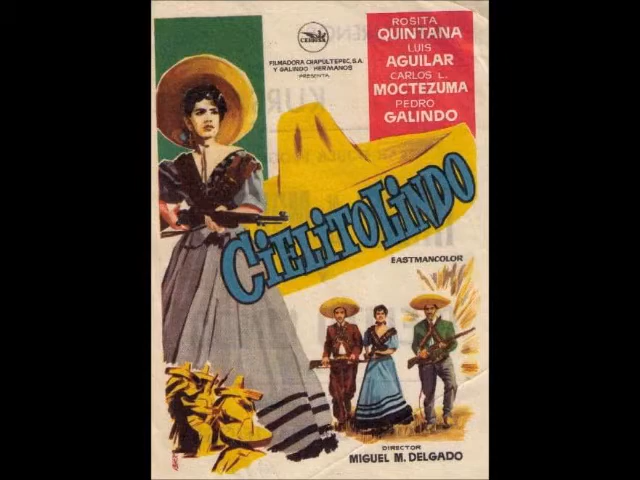 ROSITA
QUINTANA
LUIS
AGUILAR
CARLOS L.
MOCTEZUMA
PEDRO
GALINDO
FILMADORA CHAPULTEPEC, S.A.
Y GALINDO HERMANOS
PRESENTA
CIELITO LINDO
EASTMANCOLOR
DIRECTOR
MIGUEL M. DELGADO